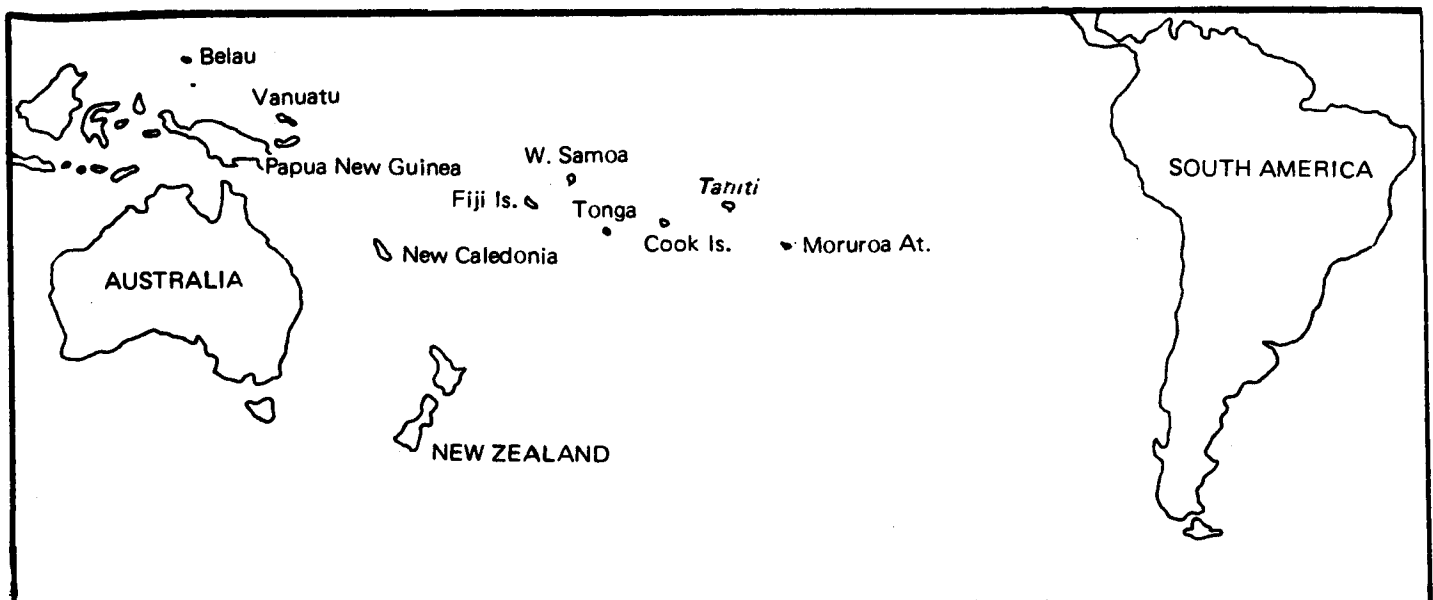 Belau
Vanuatu
Papua New Guinea
W. Samoa
SOUTH AMERICA
Tahiti
Fiji Is.
Tonga
Cook Is.
Moruroa At.
New Caledonia
AUSTRALIA
NEW ZEALAND